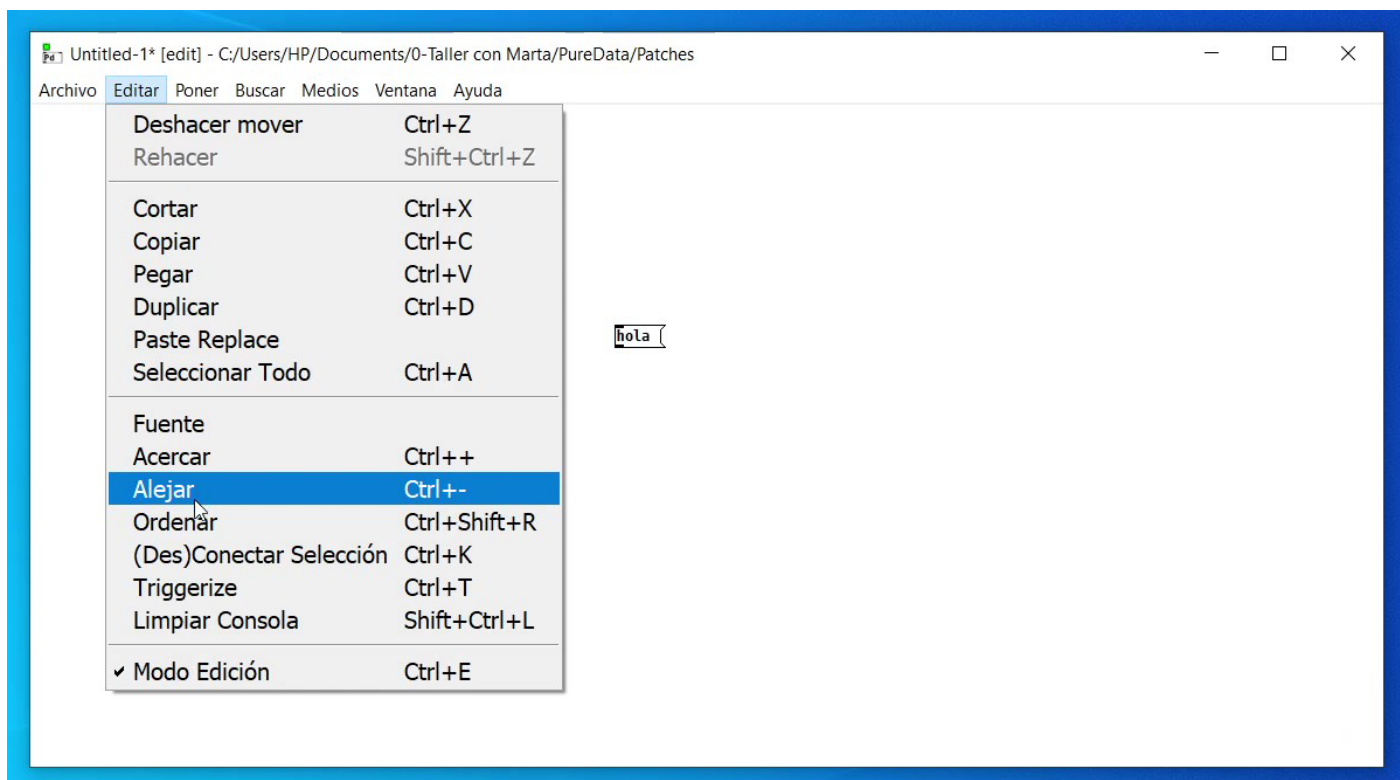 Untitled-1* [edit] - C:/Users/HP/Documents/0-Taller con Marta/PureData/Patches
Archivo Editar Poner Buscar Medios Ventana Ayuda
Deshacer mover Ctrl+Z
Rehacer Shift+Ctrl+Z
Cortar Ctrl+X
Copiar Ctrl+C
Pegar Ctrl+V
Duplicar Ctrl+D
Paste Replace
hola
Seleccionar Todo Ctrl+A
Fuente
Acercar Ctrl++
Alejar Ctrl+-
Ordenar Ctrl+Shift+R
(Des)Conectar Selección Ctrl+K
Triggerize Ctrl+T
Limpiar Consola Shift+Ctrl+L
✔ Modo Edición Ctrl+E